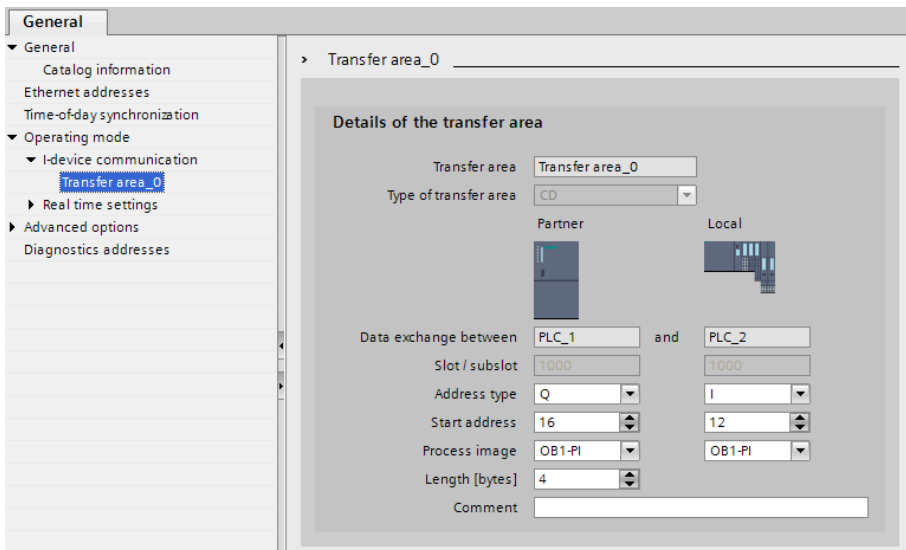 General
General
Catalog information
Ethernet addresses
Time-of-day synchronization
Operating mode
I-device communication
Transfer area_0
Real time settings
Advanced options
Diagnostics addresses
Transfer area_0
Details of the transfer area
Transfer area Transfer area_0
Type of transfer area CD
Partner Local
Data exchange between PLC_1 and PLC_2
Slot / subslot 1000 1000
Address type Q I
Start address 16 12
Process image OB1-PI OB1-PI
Length [bytes] 4
Comment